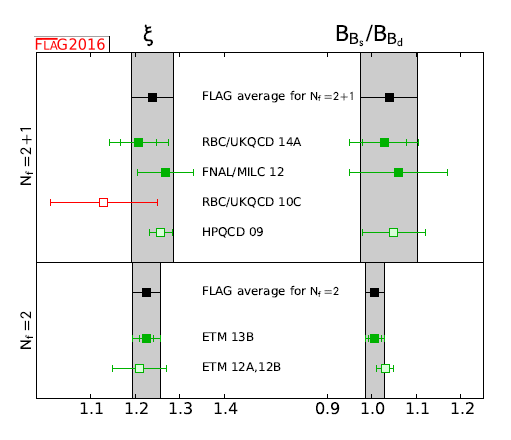 ξ B_{B_s}/B_{B_d}
FLAG2016
N_f=2+1
FLAG average for N_f=2+1
RBC/UKQCD 14A
FNAL/MILC 12
RBC/UKQCD 10C
HPQCD 09
N_f=2
FLAG average for N_f=2
ETM 13B
ETM 12A,12B
1.1 1.2 1.3 1.4 0.9 1.0 1.1 1.2